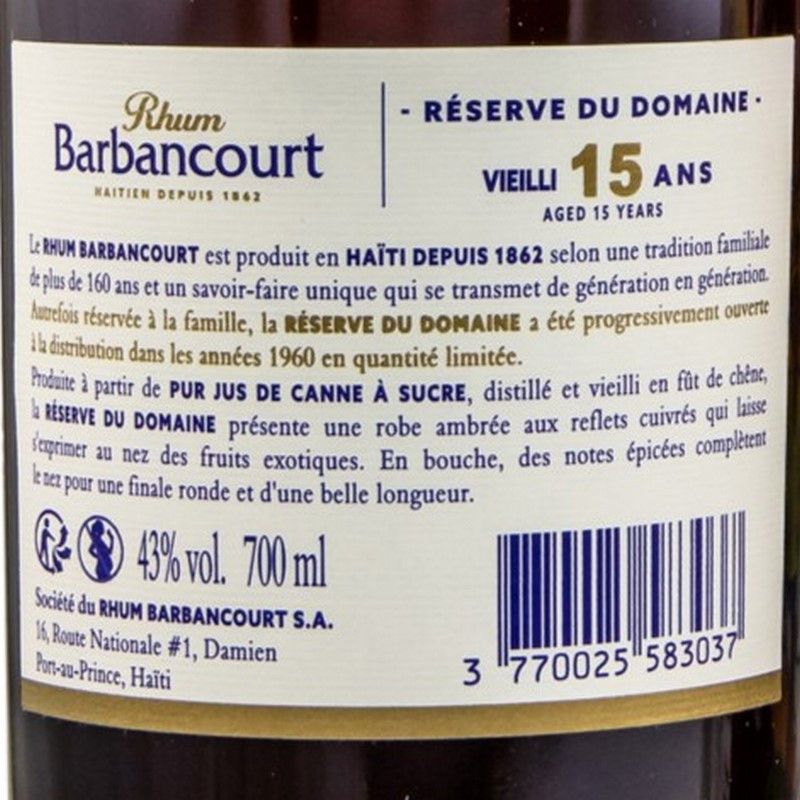 Rhum
Barbancourt
HAITIEN DEPUIS 1862
- RÉSERVE DU DOMAINE -
VIEILLI 15 ANS
AGED 15 YEARS
Le RHUM BARBANCOURT est produit en HAÏTI DEPUIS 1862 selon une tradition familiale
de plus de 160 ans et un savoir-faire unique qui se transmet de génération en génération.
Autrefois réservée à la famille, la RÉSERVE DU DOMAINE a été progressivement ouverte
à la distribution dans les années 1960 en quantité limitée.
Produite à partir de PUR JUS DE CANNE À SUCRE, distillé et vieilli en fût de chêne,
la RÉSERVE DU DOMAINE présente une robe ambrée aux reflets cuivrés qui laisse
s'exprimer au nez des fruits exotiques. En bouche, des notes épicées complètent
le nez pour une finale ronde et d'une belle longueur.
43% vol. 700 ml
Société du RHUM BARBANCOURT S.A.
16, Route Nationale #1, Damien
Port-au-Prince, Haïti
3 770025 583037